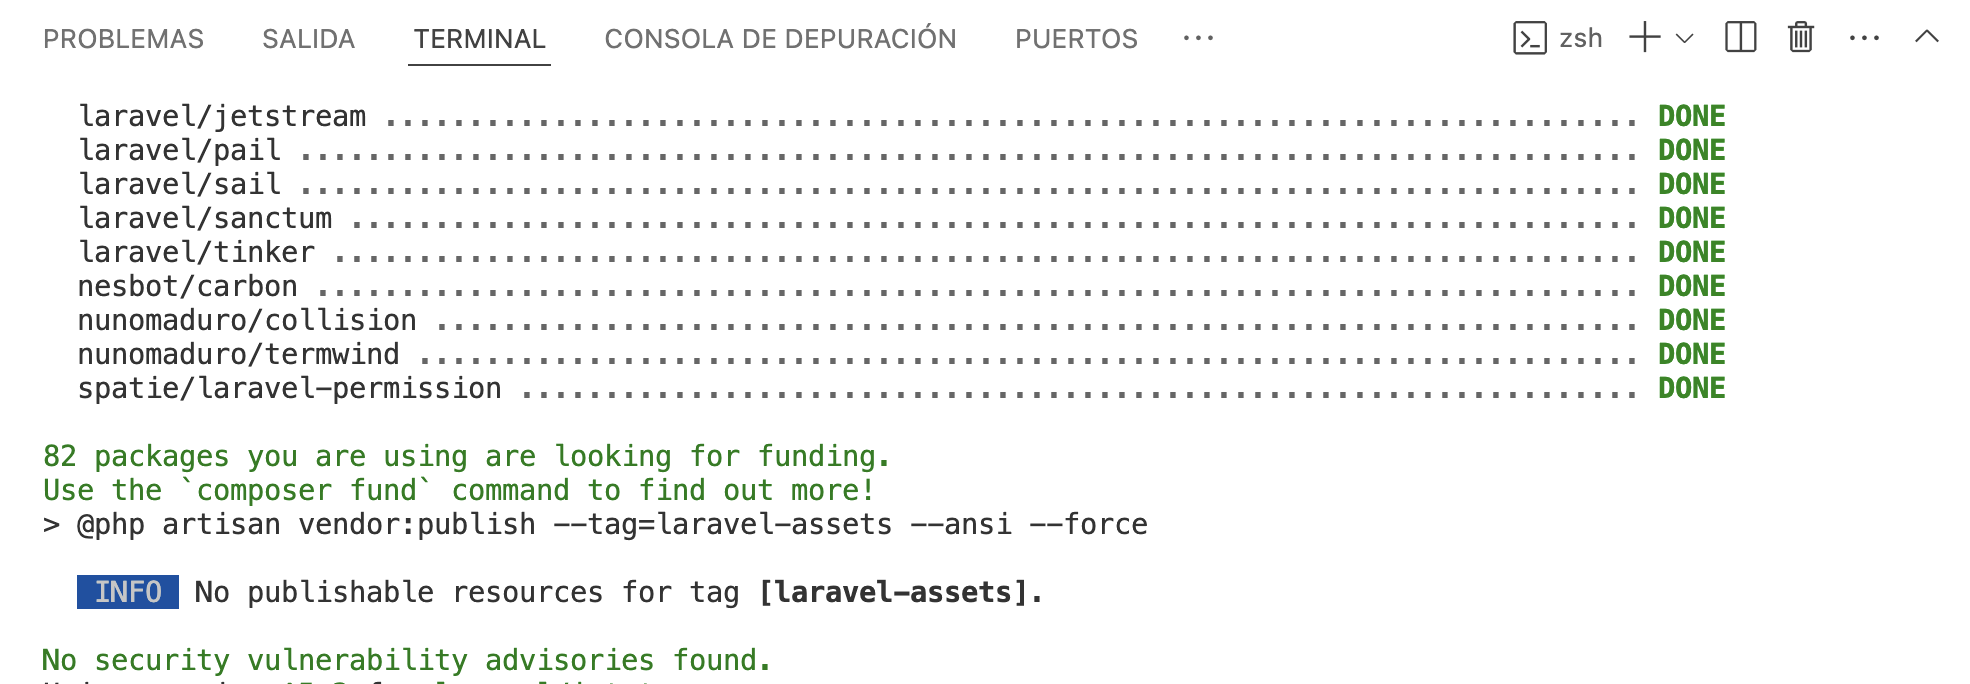 PROBLEMAS SALIDA TERMINAL CONSOLA DE DEPURACIÓN PUERTOS ··· zsh ···
laravel/jetstream .......................................................................... DONE
laravel/pail ............................................................................... DONE
laravel/sail ............................................................................... DONE
laravel/sanctum ............................................................................ DONE
laravel/tinker ............................................................................. DONE
nesbot/carbon .............................................................................. DONE
nunomaduro/collision ....................................................................... DONE
nunomaduro/termwind ........................................................................ DONE
spatie/laravel-permission .................................................................. DONE
82 packages you are using are looking for funding.
Use the `composer fund` command to find out more!
> @php artisan vendor:publish --tag=laravel-assets --ansi --force
INFO No publishable resources for tag [laravel-assets].
No security vulnerability advisories found.